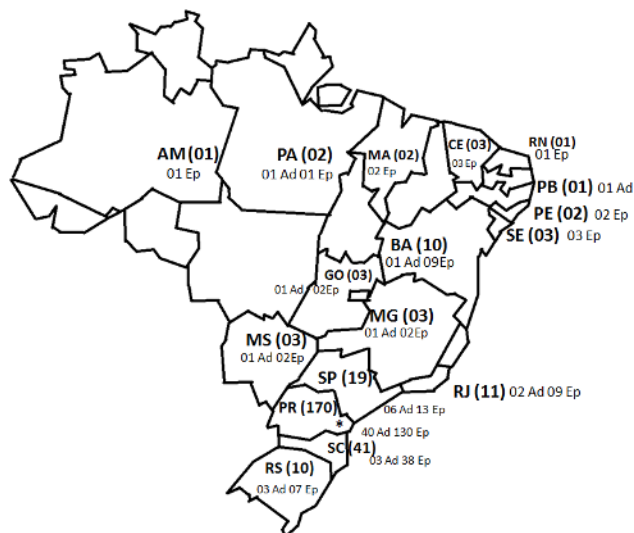 AM (01)
01 Ep
PA (02)
01 Ad 01 Ep
MA (02)
02 Ep
CE (03)
03 Ep
RN (01)
01 Ep
PB (01) 01 Ad
PE (02) 02 Ep
SE (03) 03 Ep
BA (10)
01 Ad 09Ep
GO (03)
01 Ad 02Ep
MG (03)
01 Ad 02Ep
MS (03)
01 Ad 02Ep
SP (19)
06 Ad 13 Ep
RJ (11) 02 Ad 09 Ep
PR (170)
*
40 Ad 130 Ep
SC (41)
03 Ad 38 Ep
RS (10)
03 Ad 07 Ep